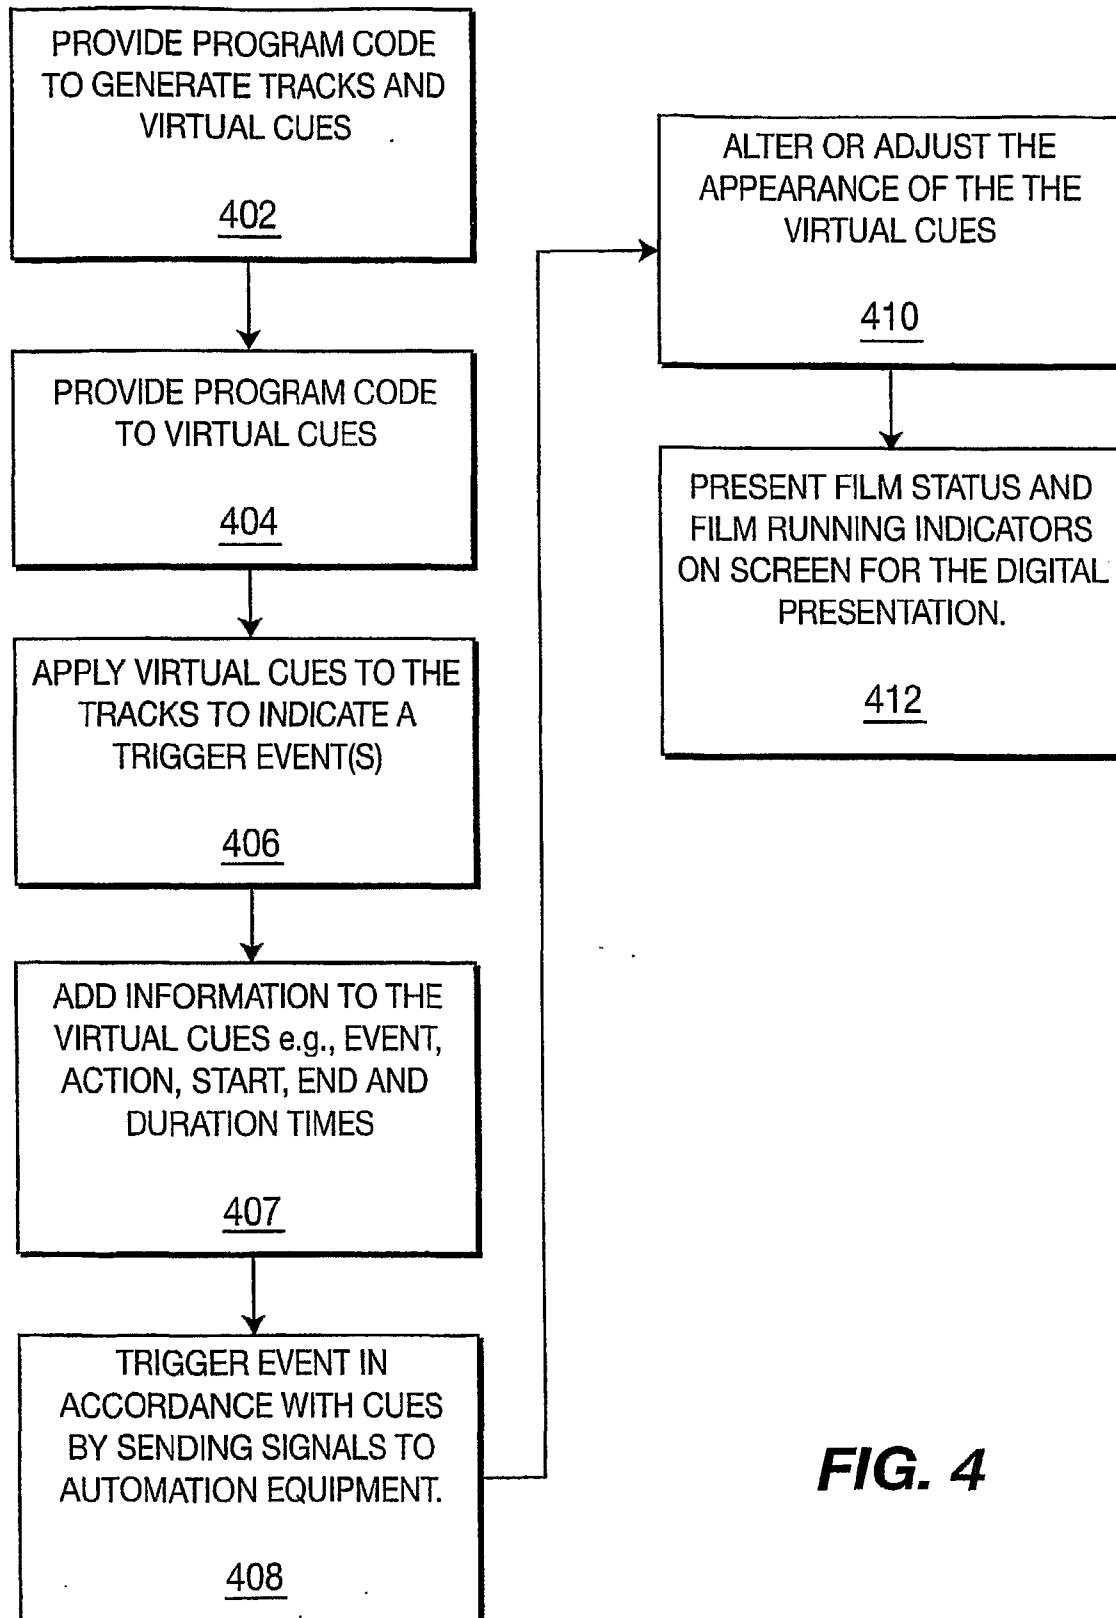 PROVIDE PROGRAM CODE
TO GENERATE TRACKS AND
VIRTUAL CUES
402
PROVIDE PROGRAM CODE
TO VIRTUAL CUES
404
APPLY VIRTUAL CUES TO THE
TRACKS TO INDICATE A
TRIGGER EVENT(S)
406
ADD INFORMATION TO THE
VIRTUAL CUES e.g., EVENT,
ACTION, START, END AND
DURATION TIMES
407
TRIGGER EVENT IN
ACCORDANCE WITH CUES
BY SENDING SIGNALS TO
AUTOMATION EQUIPMENT.
408
ALTER OR ADJUST THE
APPEARANCE OF THE THE
VIRTUAL CUES
410
PRESENT FILM STATUS AND
FILM RUNNING INDICATORS
ON SCREEN FOR THE DIGITAL
PRESENTATION.
412
FIG. 4